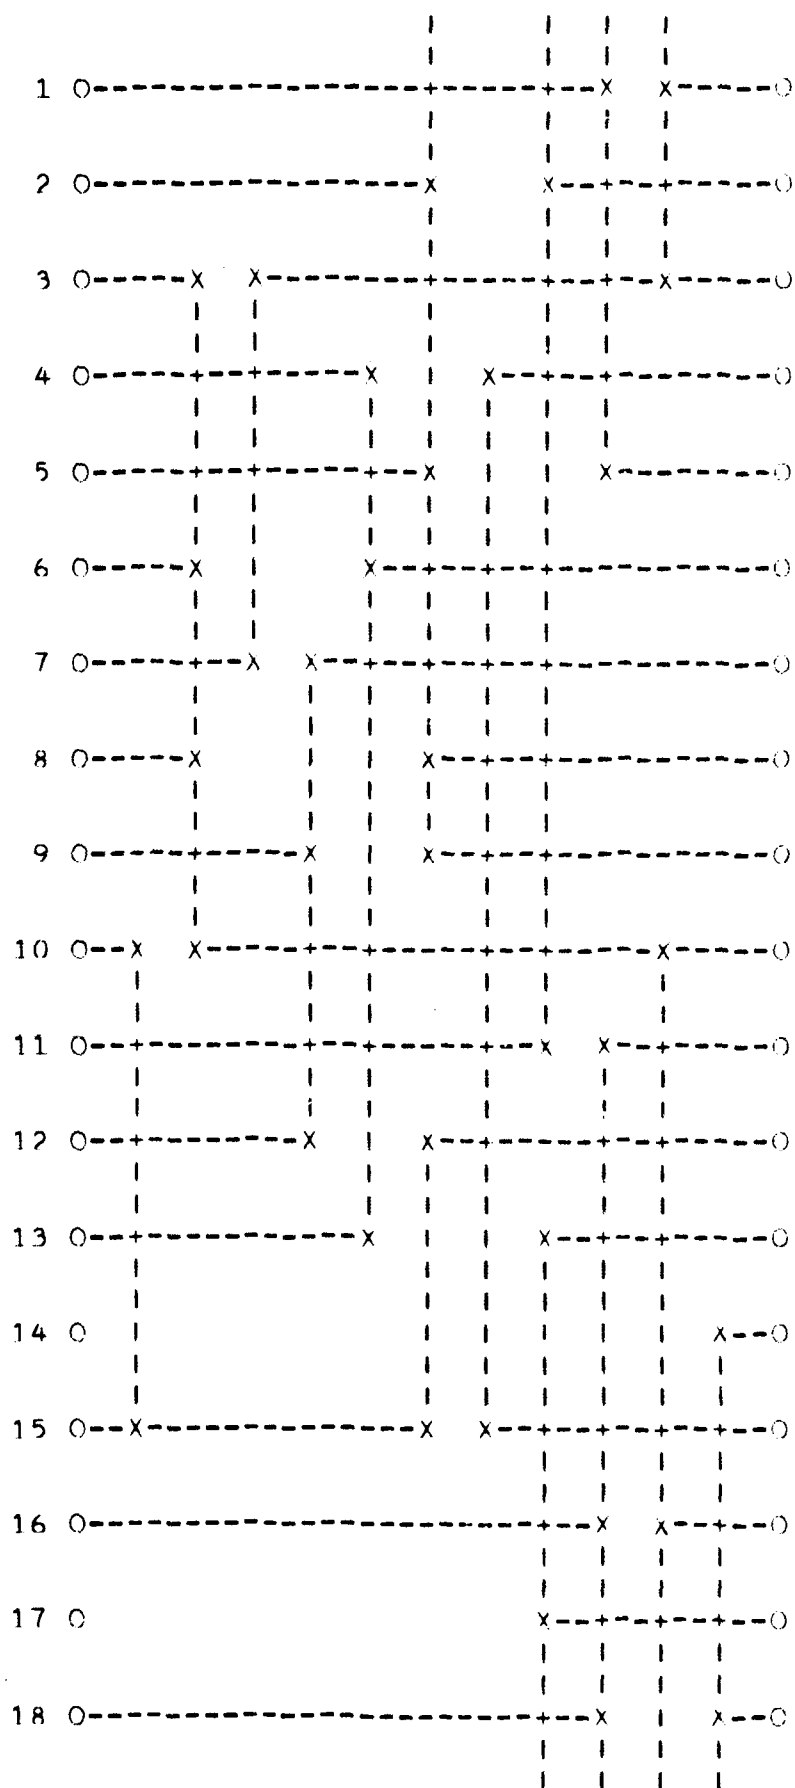 1 O-----------------+------+---X X------O
2 O-----------------X X---+--+------O
3 O------X X---------+------+--+--X------O
4 O------+--+------X X--+--------------O
5 O------+--+------+--X X---------O
6 O------X X--+--+--+--------------O
7 O------+--X X--+--+--+--+--------------O
8 O------X X--+--+--------------O
9 O------+-----X X--+--+--------------O
10 O--X X-----+--+-----+--------X------O
11 O--+--------+--+-----+--X X--+------O
12 O--+--------X X--+-----+--+------O
13 O--+-----------X X--+--+------O
14 O X---O
15 O--X--------------X X--+--+--+--+---O
16 O-----------------------+--X X--+---O
17 O X--+--+--+---O
18 O-----------------------+--X X---O